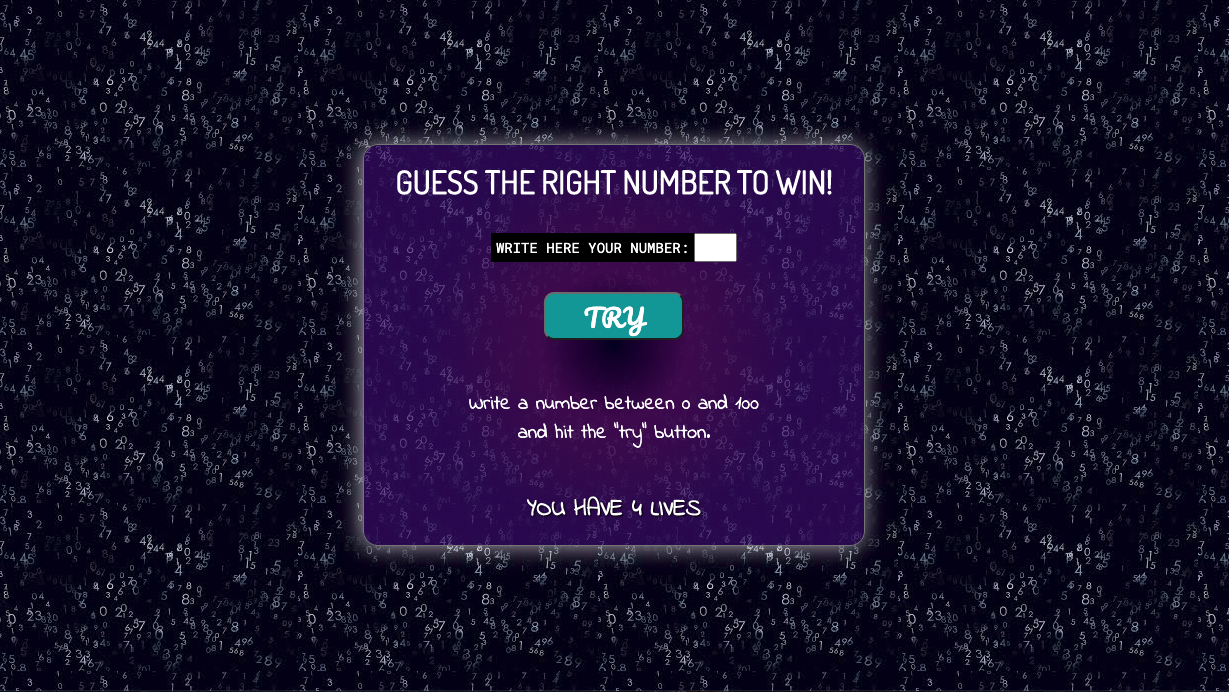 GUESS THE RIGHT NUMBER TO WIN!
WRITE HERE YOUR NUMBER:
TRY
Write a number between 0 and 100
and hit the "try" button.
YOU HAVE 4 LIVES